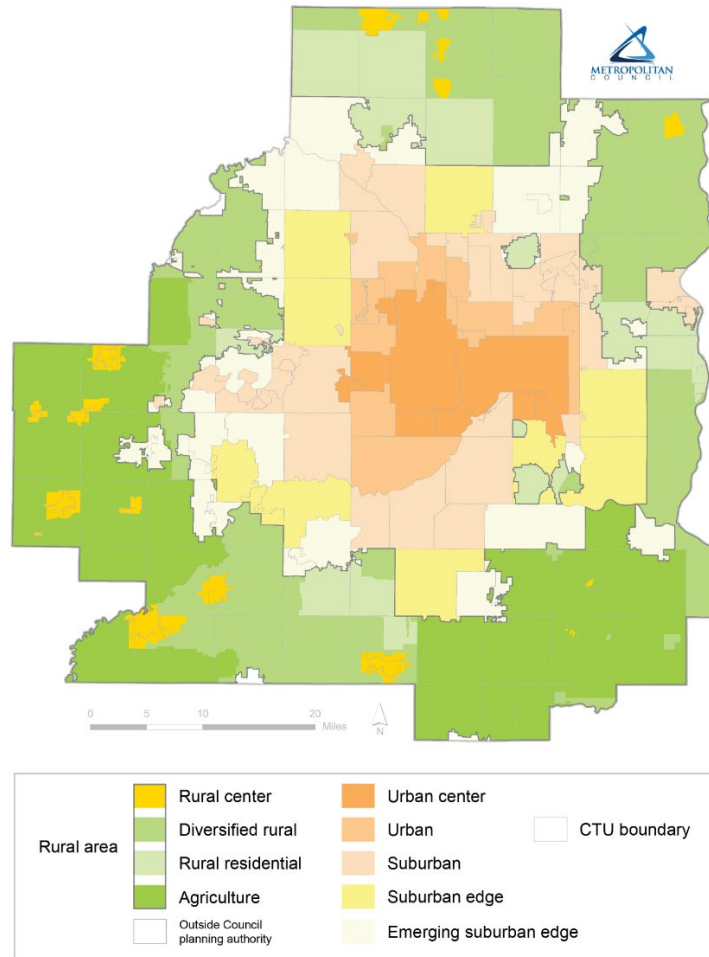 METROPOLITAN
COUNCIL
0 5 10 20
Miles
N
Rural area
Rural center
Diversified rural
Rural residential
Agriculture
Outside Council
planning authority
Urban center
Urban
Suburban
Suburban edge
Emerging suburban edge
CTU boundary